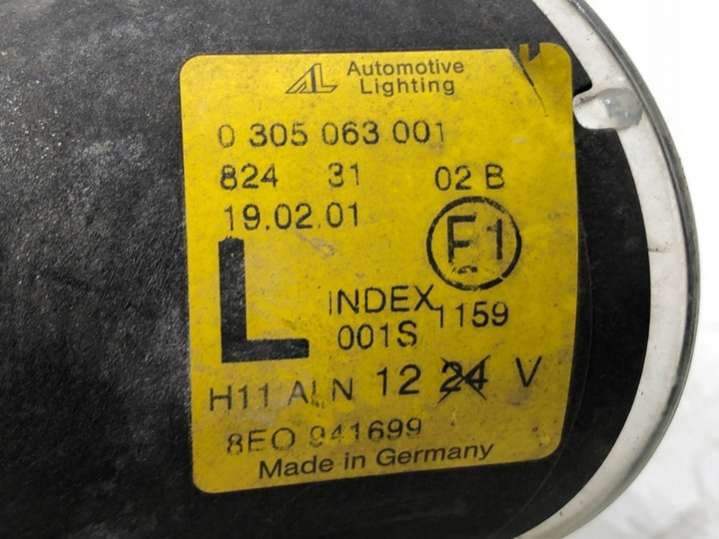 AL Automotive
Lighting
0 305 063 001
824 31 02 B
19.02.01
E1
L
INDEX 1159
001S
H11 ALN 12 24 V
8E0 941699
Made in Germany